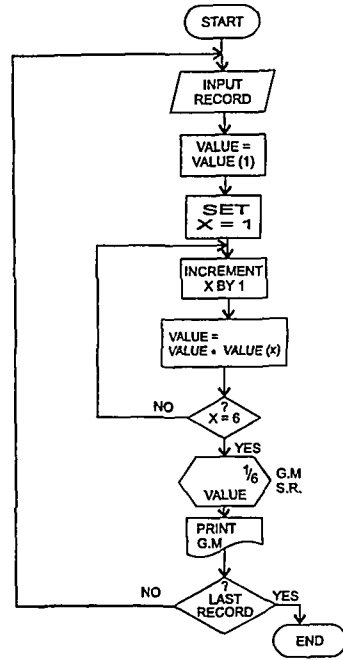 START
INPUT
RECORD
VALUE =
VALUE (1)
SET
X = 1
INCREMENT
X BY 1
VALUE =
VALUE * VALUE (x)
?
X = 6
NO
YES
1/6
VALUE
G.M
S.R.
PRINT
G.M
?
LAST
RECORD
NO
YES
END